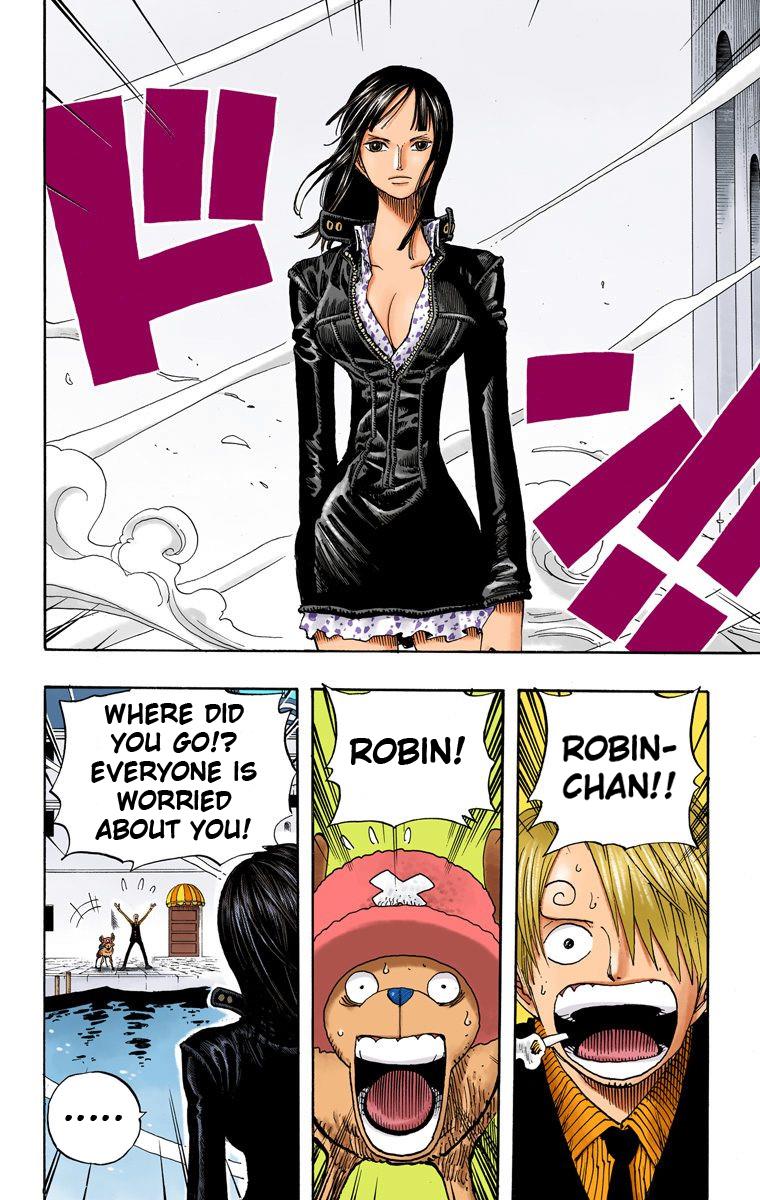 ドン!!
ROBIN-
CHAN!!
ROBIN!
WHERE DID
YOU GO!?
EVERYONE IS
WORRIED
ABOUT YOU!
.....